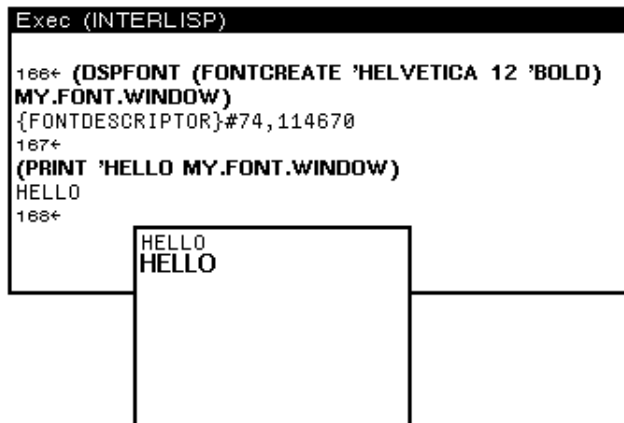 Exec (INTERLISP)
166← (DSPFONT (FONTCREATE 'HELVETICA 12 'BOLD)
MY.FONT.WINDOW)
{FONTDESCRIPTOR}#74,114670
167←
(PRINT 'HELLO MY.FONT.WINDOW)
HELLO
168←
HELLO
HELLO